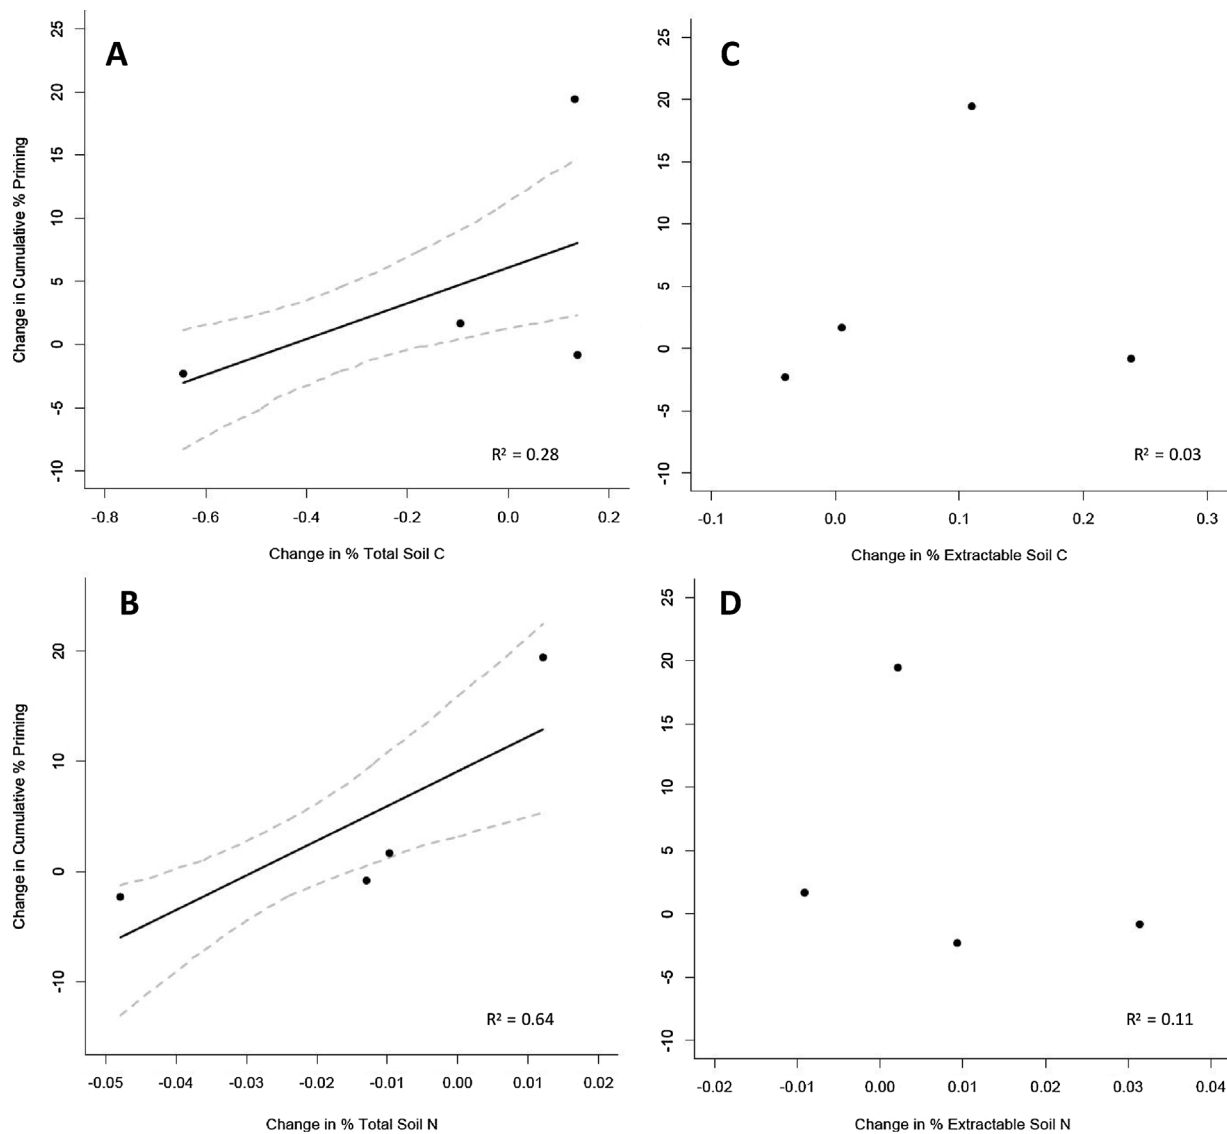 A
Change in Cumulative % Priming
25
20
15
10
5
0
-5
-10
R² = 0.28
-0.8 -0.6 -0.4 -0.2 0.0 0.2
Change in % Total Soil C
C
25
20
15
10
5
0
-5
-10
R² = 0.03
-0.1 0.0 0.1 0.2 0.3
Change in % Extractable Soil C
B
Change in Cumulative % Priming
20
10
0
-10
R² = 0.64
-0.05 -0.04 -0.03 -0.02 -0.01 0.00 0.01 0.02
Change in % Total Soil N
D
25
20
15
10
5
0
-5
-10
R² = 0.11
-0.02 -0.01 0.00 0.01 0.02 0.03 0.04
Change in % Extractable Soil N